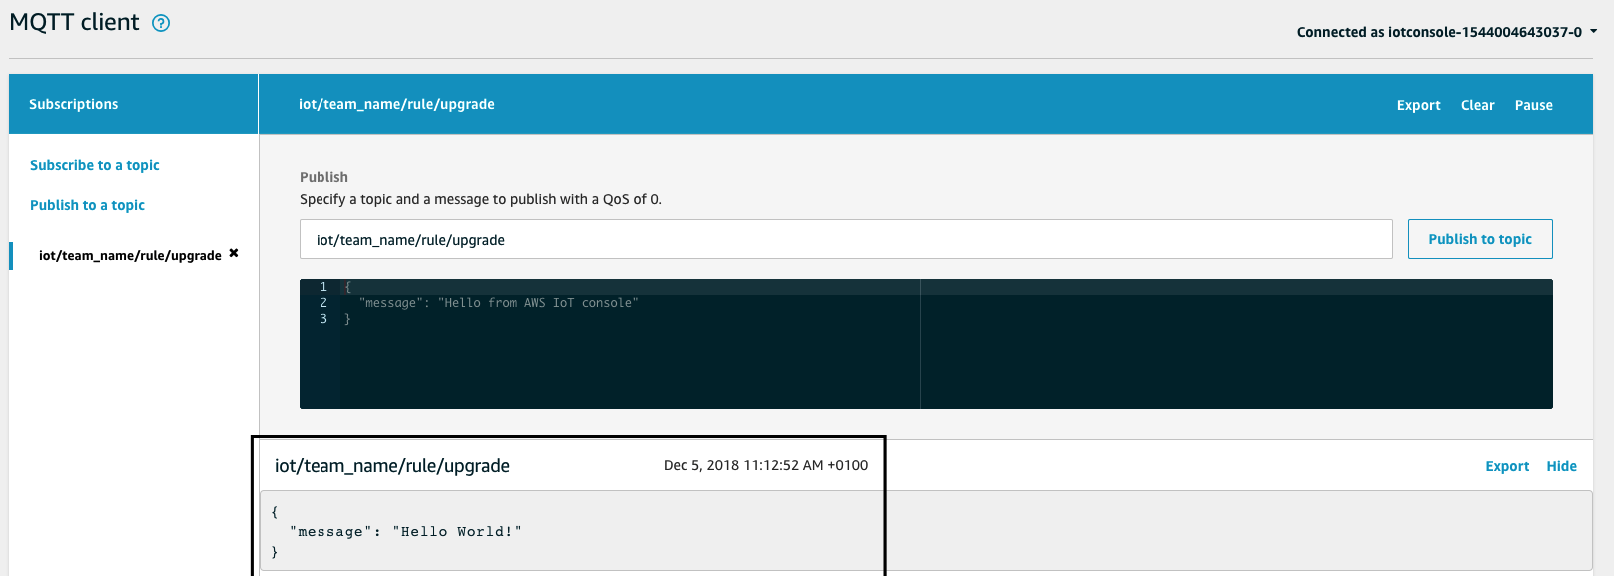 MQTT client ?
Connected as iotconsole-1544004643037-0
Subscriptions
iot/team_name/rule/upgrade
Export Clear Pause
Subscribe to a topic
Publish to a topic
iot/team_name/rule/upgrade ✖
Publish
Specify a topic and a message to publish with a QoS of 0.
iot/team_name/rule/upgrade
Publish to topic
1 {
2 "message": "Hello from AWS IoT console"
3 }
iot/team_name/rule/upgrade Dec 5, 2018 11:12:52 AM +0100
Export Hide
{
"message": "Hello World!"
}